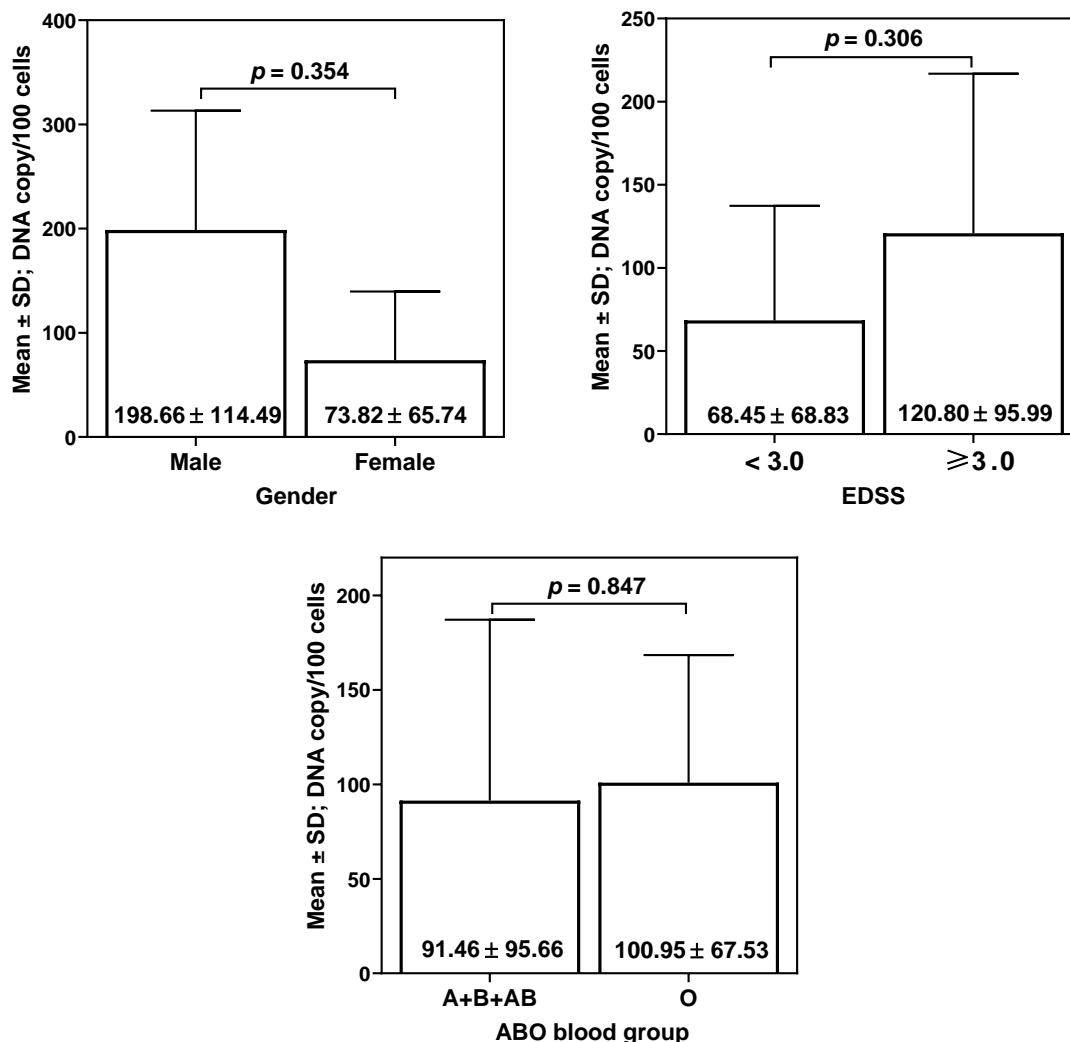 Mean ± SD; DNA copy/100 cells
400
300
200
100
0
p = 0.354
198.66 ± 114.49
73.82 ± 65.74
Male
Female
Gender
Mean ± SD; DNA copy/100 cells
250
200
150
100
50
0
p = 0.306
68.45 ± 68.83
120.80 ± 95.99
< 3.0
≥3.0
EDSS
Mean ± SD; DNA copy/100 cells
200
150
100
50
0
p = 0.847
91.46 ± 95.66
100.95 ± 67.53
A+B+AB
O
ABO blood group